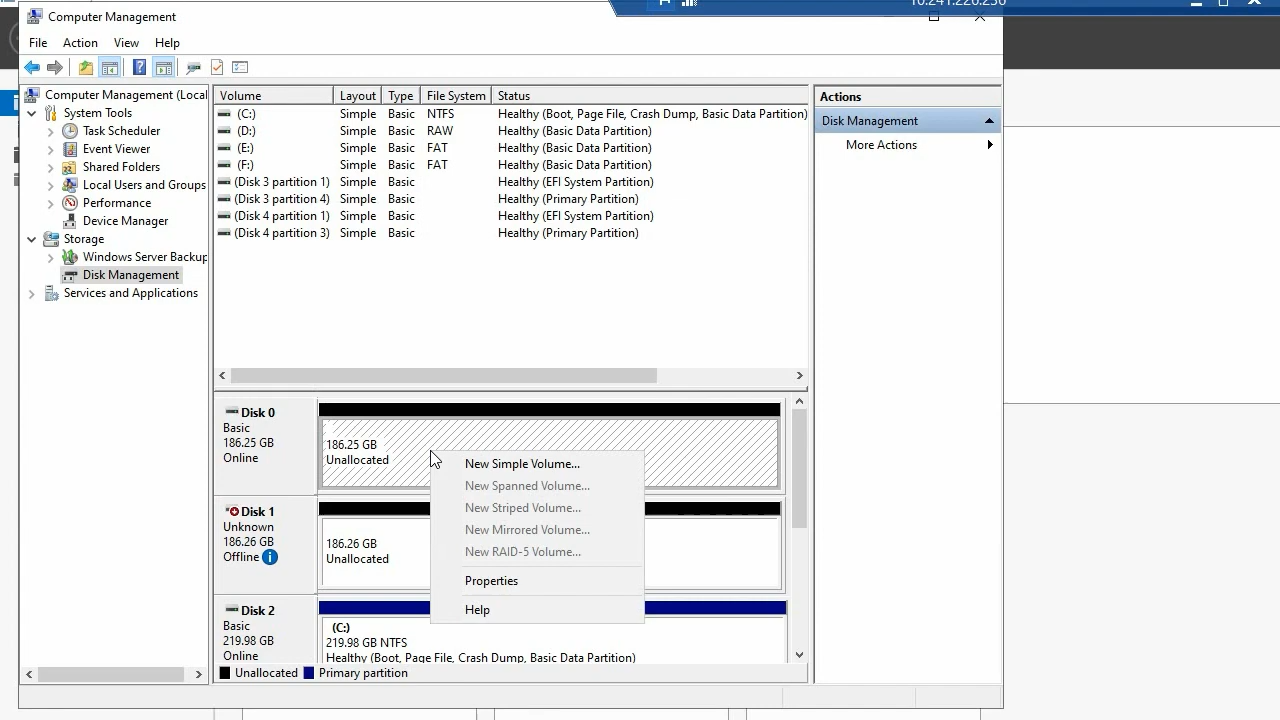 10.241.226.230
Computer Management
File Action View Help
Computer Management (Local
System Tools
Task Scheduler
Event Viewer
Shared Folders
Local Users and Groups
Performance
Device Manager
Storage
Windows Server Backup
Disk Management
Services and Applications
Volume Layout Type File System Status
(C:) Simple Basic NTFS Healthy (Boot, Page File, Crash Dump, Basic Data Partition)
(D:) Simple Basic RAW Healthy (Basic Data Partition)
(E:) Simple Basic FAT Healthy (Basic Data Partition)
(F:) Simple Basic FAT Healthy (Basic Data Partition)
(Disk 3 partition 1) Simple Basic Healthy (EFI System Partition)
(Disk 3 partition 4) Simple Basic Healthy (Primary Partition)
(Disk 4 partition 1) Simple Basic Healthy (EFI System Partition)
(Disk 4 partition 3) Simple Basic Healthy (Primary Partition)
Disk 0
Basic
186.25 GB
Online
186.25 GB
Unallocated
Disk 1
Unknown
186.26 GB
Offline
186.26 GB
Unallocated
Disk 2
Basic
219.98 GB
Online
(C:)
219.98 GB NTFS
Healthy (Boot, Page File, Crash Dump, Basic Data Partition)
Unallocated Primary partition
New Simple Volume...
New Spanned Volume...
New Striped Volume...
New Mirrored Volume...
New RAID-5 Volume...
Properties
Help
Actions
Disk Management
More Actions